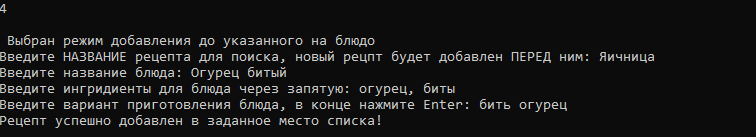 4
Выбран режим добавления до указанного на блюдо
Введите НАЗВАНИЕ рецепта для поиска, новый рецпт будет добавлен ПЕРЕД ним: Яичница
Введите название блюда: Огурец битый
Введите ингридиенты для блюда через запятую: огурец, биты
Введите вариант приготовления блюда, в конце нажмите Enter: бить огурец
Рецепт успешно добавлен в заданное место списка!